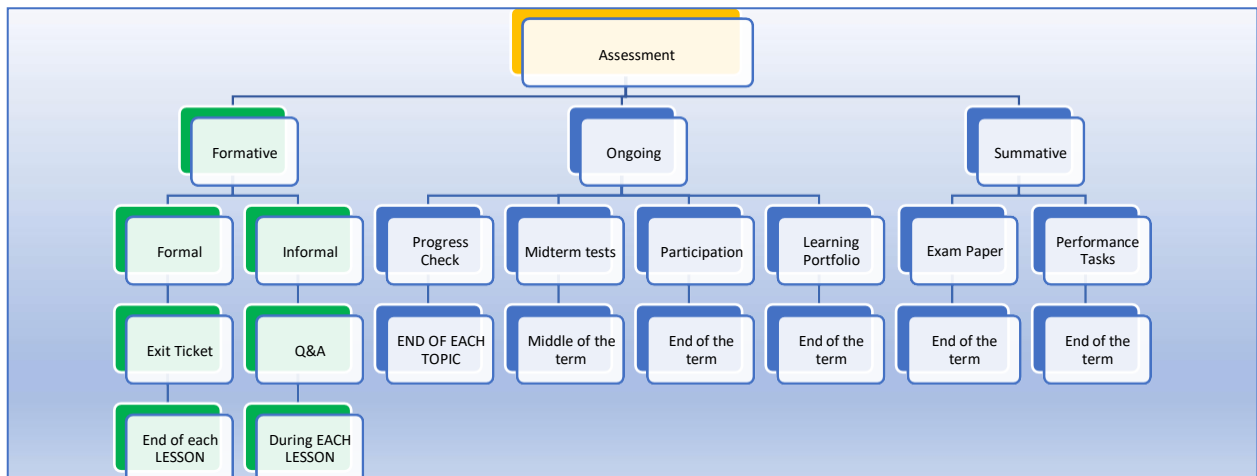 Assessment
Formative
Ongoing
Summative
Formal
Informal
Progress
Check
Midterm tests
Participation
Learning
Portfolio
Exam Paper
Performance
Tasks
Exit Ticket
Q&A
END OF EACH
TOPIC
Middle of the
term
End of the
term
End of the
term
End of the
term
End of the
term
End of each
LESSON
During EACH
LESSON